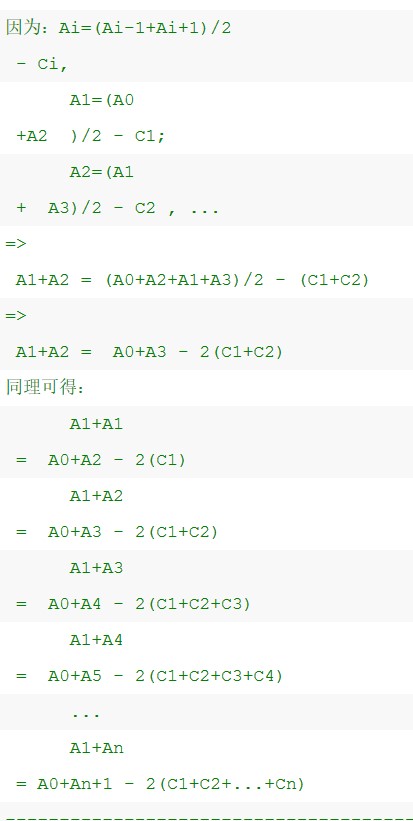 因为：Ai=(Ai-1+Ai+1)/2
- Ci,
A1=(A0
+A2  )/2 - C1;
A2=(A1
+  A3)/2 - C2 , ...
=>
A1+A2 = (A0+A2+A1+A3)/2 - (C1+C2)
=>
A1+A2 =  A0+A3 - 2(C1+C2)
同理可得：
A1+A1
=  A0+A2 - 2(C1)
A1+A2
=  A0+A3 - 2(C1+C2)
A1+A3
=  A0+A4 - 2(C1+C2+C3)
A1+A4
=  A0+A5 - 2(C1+C2+C3+C4)
...
A1+An
= A0+An+1 - 2(C1+C2+...+Cn)
----------------------------------------